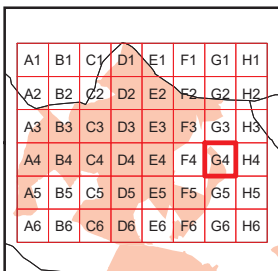 A1 B1 C1 D1 E1 F1 G1 H1
A2 B2 C2 D2 E2 F2 G2 H2
A3 B3 C3 D3 E3 F3 G3 H3
A4 B4 C4 D4 E4 F4 G4 H4
A5 B5 C5 D5 E5 F5 G5 H5
A6 B6 C6 D6 E6 F6 G6 H6